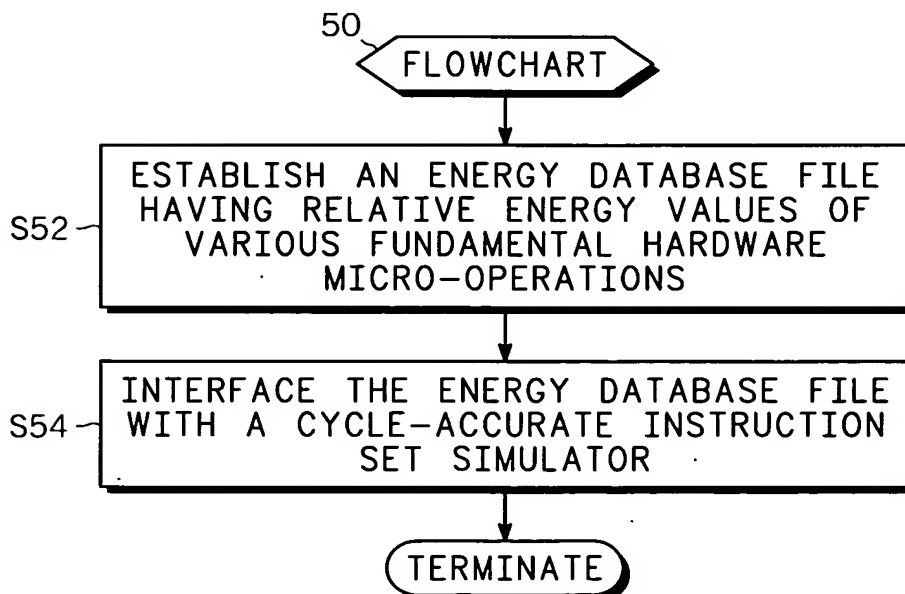 50
FLOWCHART
ESTABLISH AN ENERGY DATABASE FILE
HAVING RELATIVE ENERGY VALUES OF
VARIOUS FUNDAMENTAL HARDWARE
MICRO-OPERATIONS
S52
INTERFACE THE ENERGY DATABASE FILE
WITH A CYCLE-ACCURATE INSTRUCTION
SET SIMULATOR
S54
TERMINATE